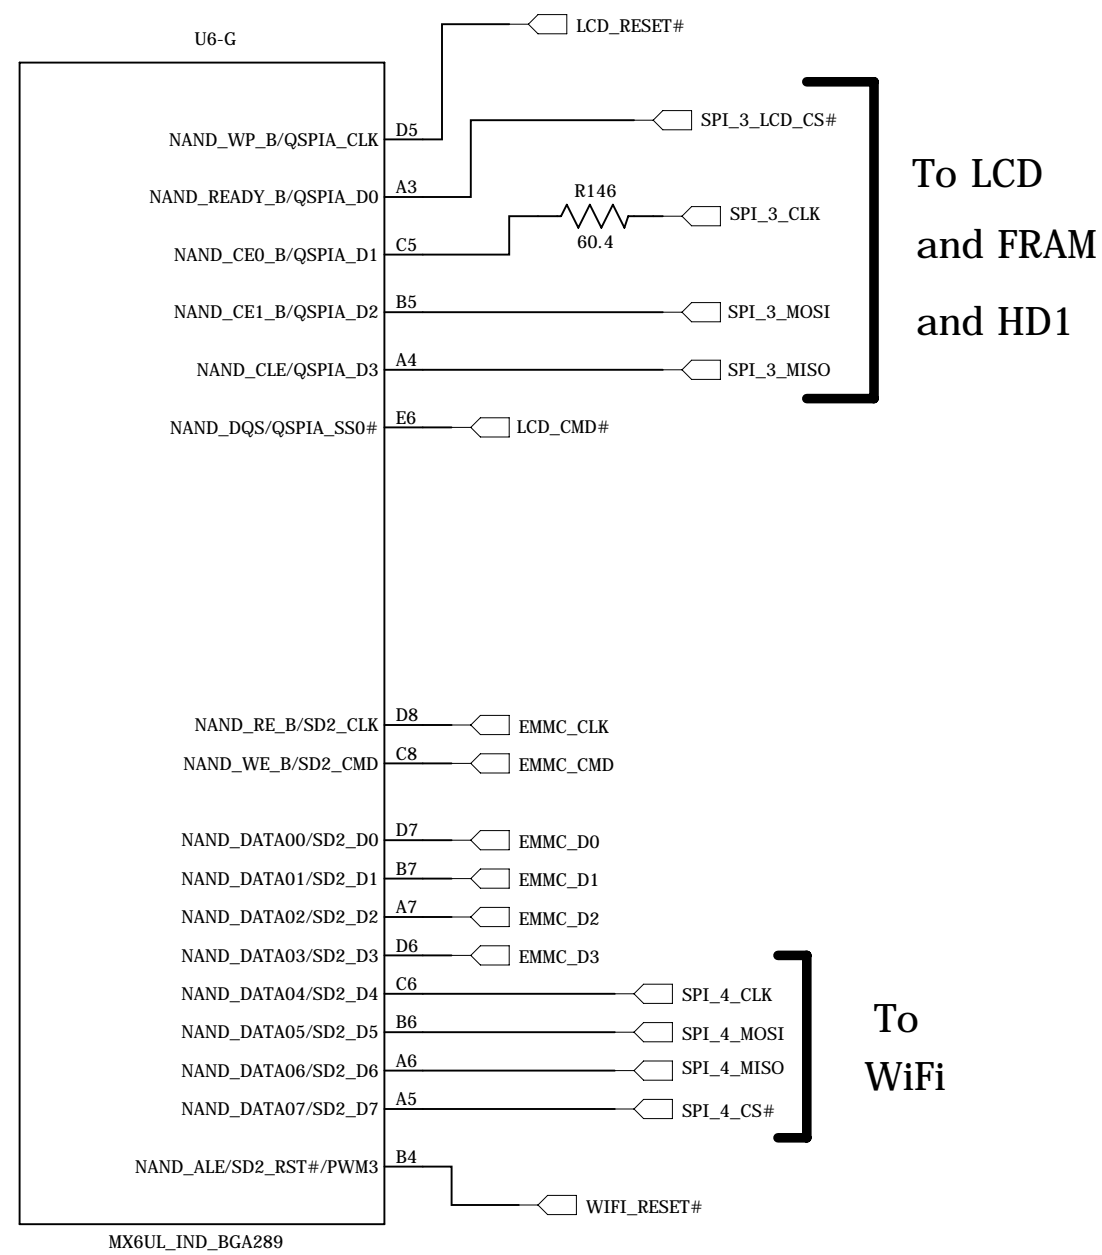 LCD_RESET#
U6-G
NAND_WP_B/QSPIA_CLK D5
SPI_3_LCD_CS#
NAND_READY_B/QSPIA_D0 A3
R146
60.4
SPI_3_CLK
NAND_CE0_B/QSPIA_D1 C5
NAND_CE1_B/QSPIA_D2 B5 SPI_3_MOSI
NAND_CLE/QSPIA_D3 A4 SPI_3_MISO
NAND_DQS/QSPIA_SS0# E6 LCD_CMD#
To LCD
and FRAM
and HD1
NAND_RE_B/SD2_CLK D8 EMMC_CLK
NAND_WE_B/SD2_CMD C8 EMMC_CMD
NAND_DATA00/SD2_D0 D7 EMMC_D0
NAND_DATA01/SD2_D1 B7 EMMC_D1
NAND_DATA02/SD2_D2 A7 EMMC_D2
NAND_DATA03/SD2_D3 D6 EMMC_D3
NAND_DATA04/SD2_D4 C6 SPI_4_CLK
NAND_DATA05/SD2_D5 B6 SPI_4_MOSI
NAND_DATA06/SD2_D6 A6 SPI_4_MISO
NAND_DATA07/SD2_D7 A5 SPI_4_CS#
To
WiFi
NAND_ALE/SD2_RST#/PWM3 B4
WIFI_RESET#
MX6UL_IND_BGA289